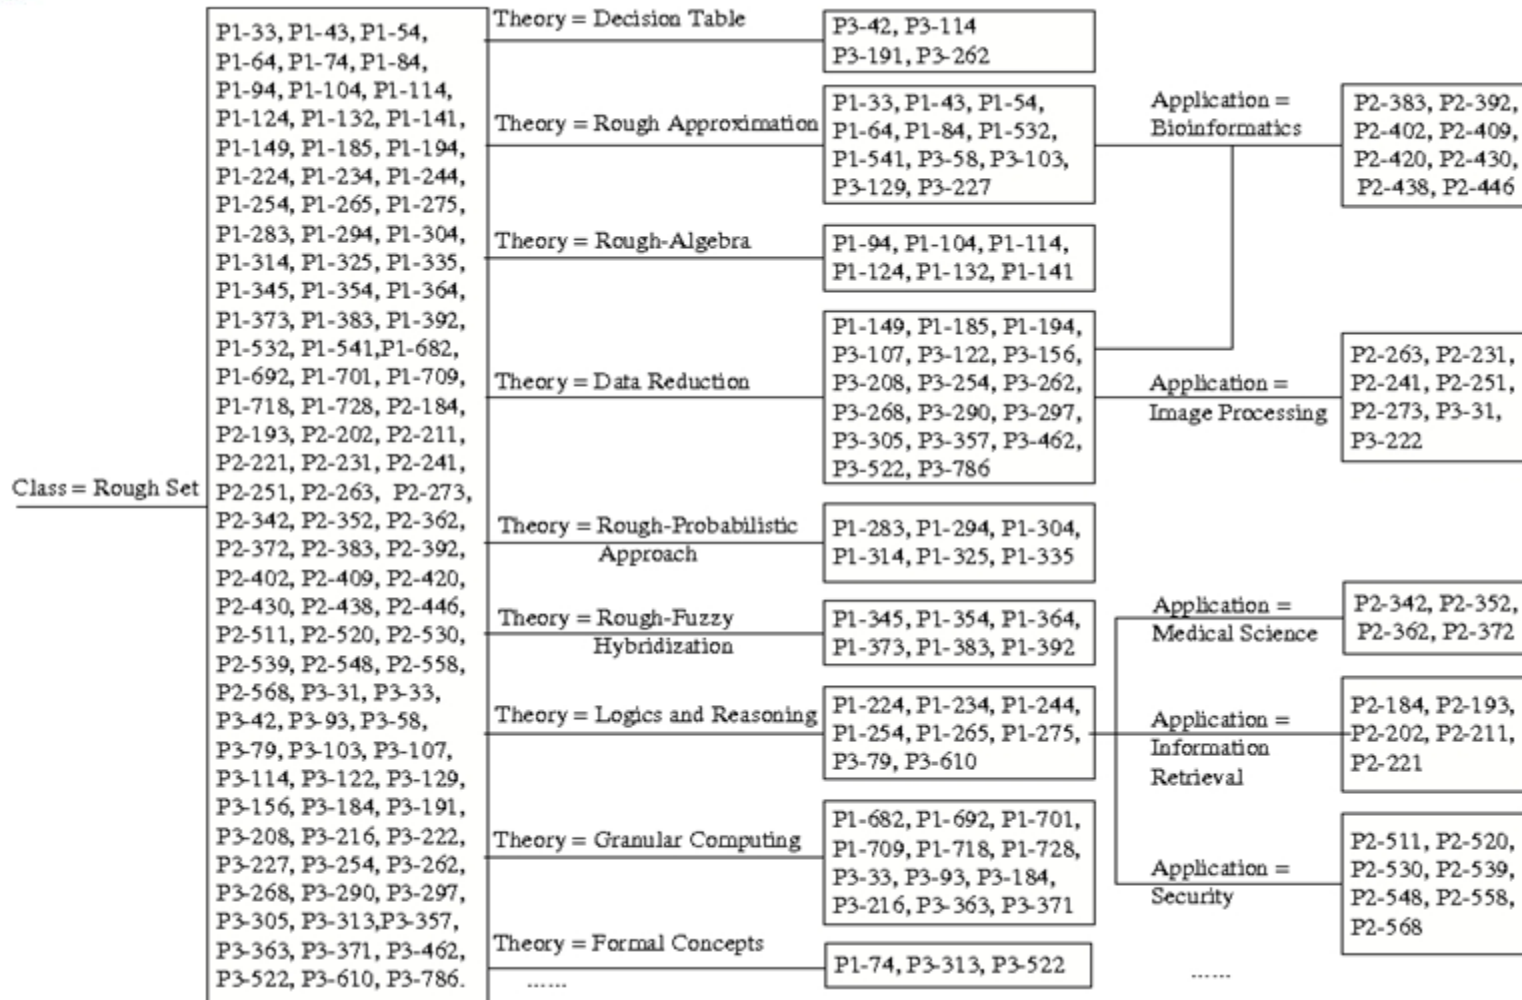 Class = Rough Set
P1-33, P1-43, P1-54,
P1-64, P1-74, P1-84,
P1-94, P1-104, P1-114,
P1-124, P1-132, P1-141,
P1-149, P1-185, P1-194,
P1-224, P1-234, P1-244,
P1-254, P1-265, P1-275,
P1-283, P1-294, P1-304,
P1-314, P1-325, P1-335,
P1-345, P1-354, P1-364,
P1-373, P1-383, P1-392,
P1-532, P1-541,P1-682,
P1-692, P1-701, P1-709,
P1-718, P1-728, P2-184,
P2-193, P2-202, P2-211,
P2-221, P2-231, P2-241,
P2-251, P2-263, P2-273,
P2-342, P2-352, P2-362,
P2-372, P2-383, P2-392,
P2-402, P2-409, P2-420,
P2-430, P2-438, P2-446,
P2-511, P2-520, P2-530,
P2-539, P2-548, P2-558,
P2-568, P3-31, P3-33,
P3-42, P3-93, P3-58,
P3-79, P3-103, P3-107,
P3-114, P3-122, P3-129,
P3-156, P3-184, P3-191,
P3-208, P3-216, P3-222,
P3-227, P3-254, P3-262,
P3-268, P3-290, P3-297,
P3-305, P3-313,P3-357,
P3-363, P3-371, P3-462,
P3-522, P3-610, P3-786.
Theory = Decision Table
P3-42, P3-114
P3-191, P3-262
Theory = Rough Approximation
P1-33, P1-43, P1-54,
P1-64, P1-84, P1-532,
P1-541, P3-58, P3-103,
P3-129, P3-227
Theory = Rough-Algebra
P1-94, P1-104, P1-114,
P1-124, P1-132, P1-141
Theory = Data Reduction
P1-149, P1-185, P1-194,
P3-107, P3-122, P3-156,
P3-208, P3-254, P3-262,
P3-268, P3-290, P3-297,
P3-305, P3-357, P3-462,
P3-522, P3-786
Theory = Rough-Probabilistic
Approach
P1-283, P1-294, P1-304,
P1-314, P1-325, P1-335
Theory = Rough-Fuzzy
Hybridization
P1-345, P1-354, P1-364,
P1-373, P1-383, P1-392
Theory = Logics and Reasoning
P1-224, P1-234, P1-244,
P1-254, P1-265, P1-275,
P3-79, P3-610
Theory = Granular Computing
P1-682, P1-692, P1-701,
P1-709, P1-718, P1-728,
P3-33, P3-93, P3-184,
P3-216, P3-363, P3-371
Theory = Formal Concepts
P1-74, P3-313, P3-522
......
Application =
Bioinformatics
P2-383, P2-392,
P2-402, P2-409,
P2-420, P2-430,
P2-438, P2-446
Application =
Image Processing
P2-263, P2-231,
P2-241, P2-251,
P2-273, P3-31,
P3-222
Application =
Medical Science
P2-342, P2-352,
P2-362, P2-372
Application =
Information
Retrieval
P2-184, P2-193,
P2-202, P2-211,
P2-221
Application =
Security
P2-511, P2-520,
P2-530, P2-539,
P2-548, P2-558,
P2-568
......